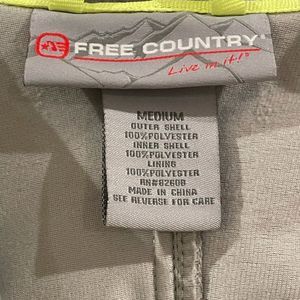 FREE COUNTRY®
Live in it!®
MEDIUM
OUTER SHELL
100%POLYESTER
INNER SHELL
100%POLYESTER
LINING
100%POLYESTER
RN#82608
MADE IN CHINA
SEE REVERSE FOR CARE